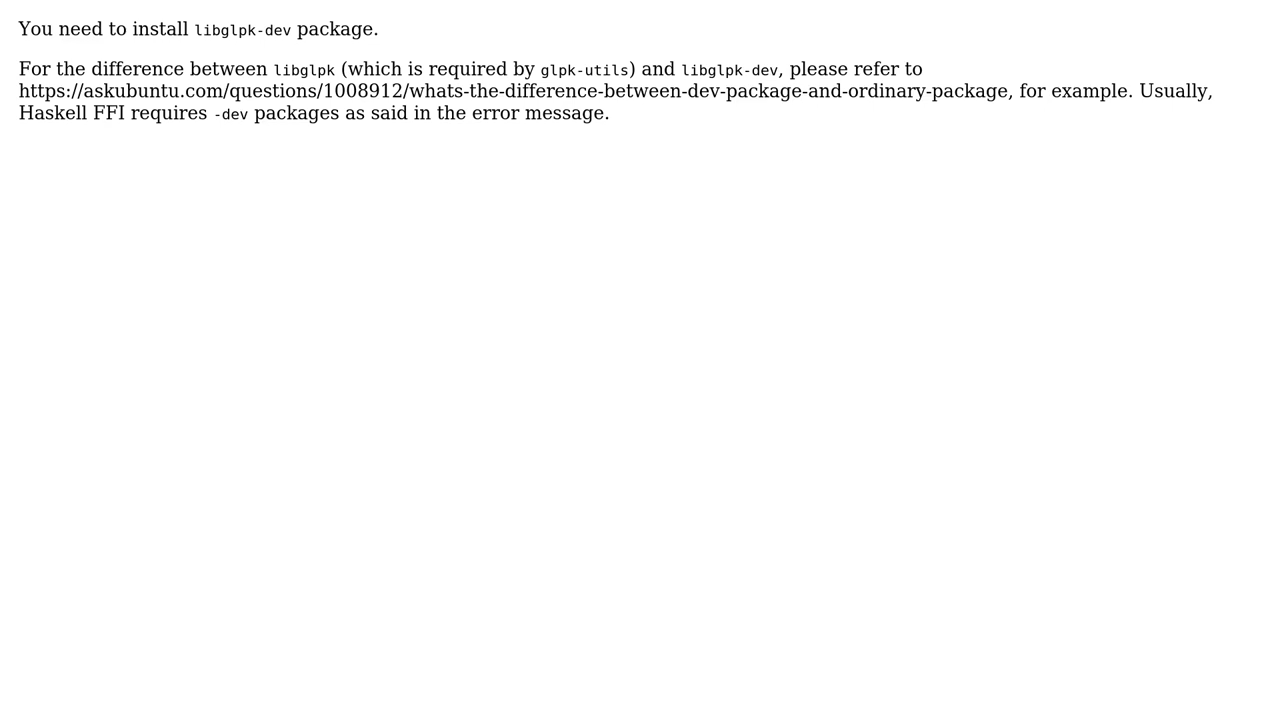 You need to install libglpk-dev package.
For the difference between libglpk (which is required by glpk-utils) and libglpk-dev, please refer to
https://askubuntu.com/questions/1008912/whats-the-difference-between-dev-package-and-ordinary-package, for example. Usually,
Haskell FFI requires -dev packages as said in the error message.